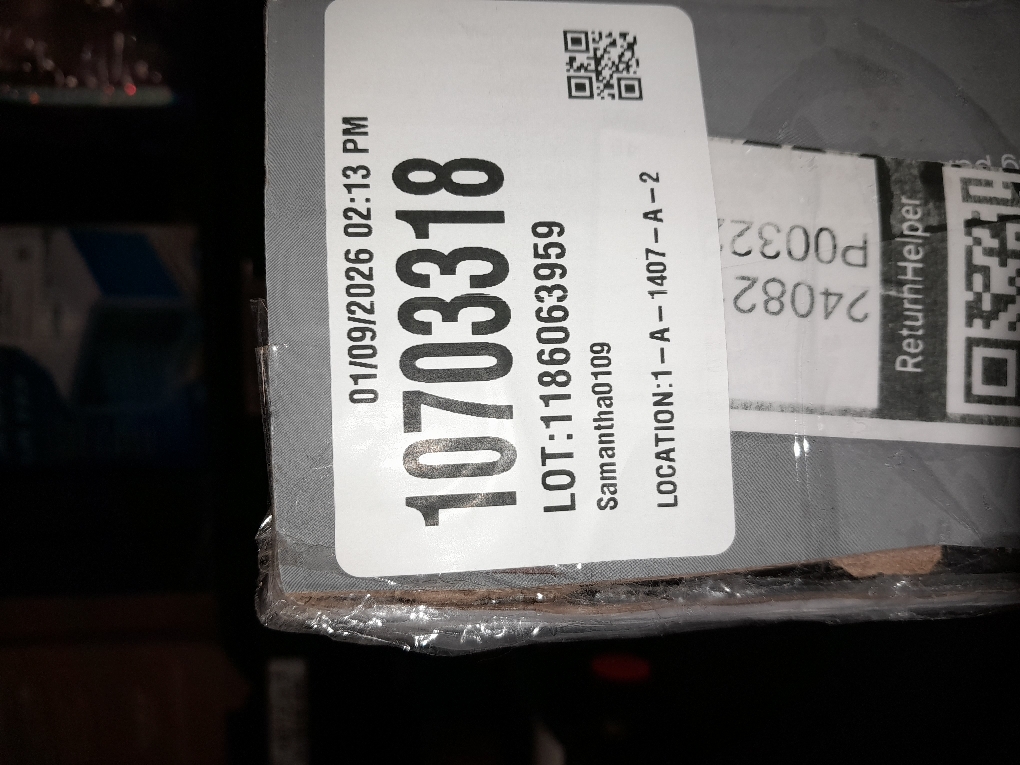 01/09/2026 02:13 PM
10703318
LOT:1186063959
Samantha0109
LOCATION:1-A-1407-A-2
ReturnHelper
24082
P0032